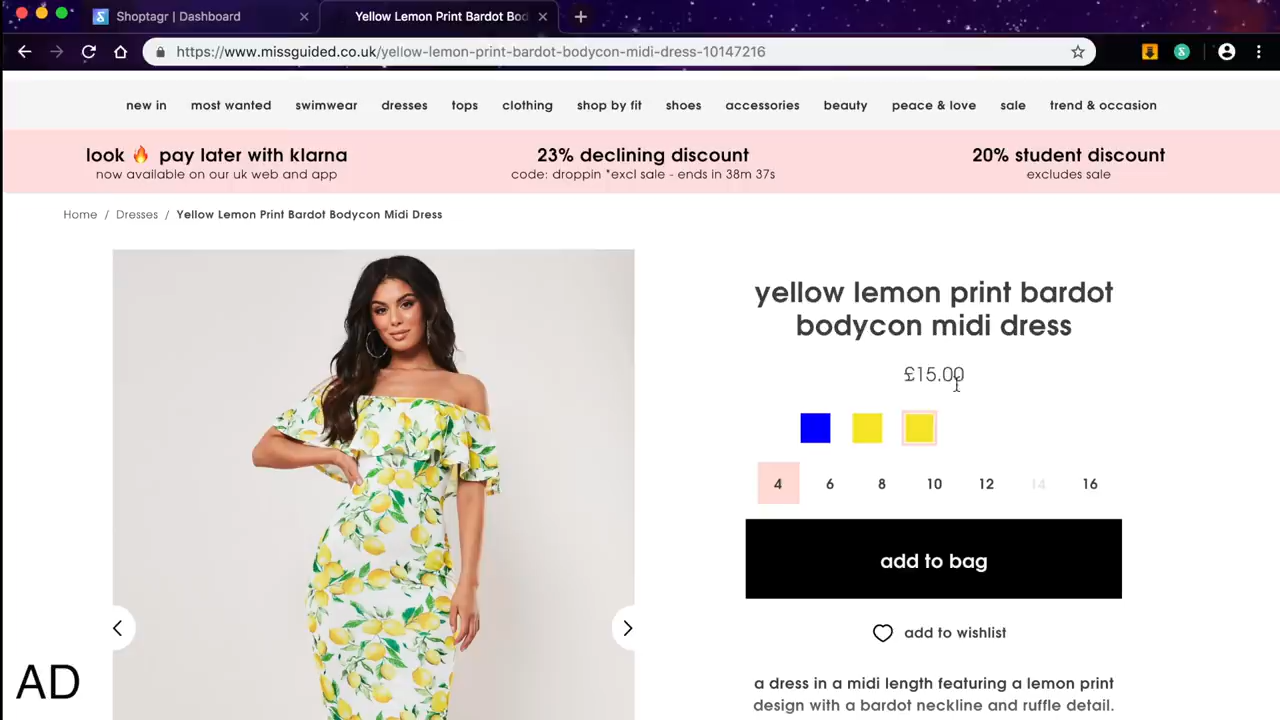 Shoptagr | Dashboard
Yellow Lemon Print Bardot Bod
https://www.missguided.co.uk/yellow-lemon-print-bardot-bodycon-midi-dress-10147216
new in most wanted swimwear dresses tops clothing shop by fit shoes accessories beauty peace & love sale trend & occasion
look 🔥 pay later with klarna
now available on our uk web and app
23% declining discount
code: droppin *excl sale - ends in 38m 37s
20% student discount
excludes sale
Home / Dresses / Yellow Lemon Print Bardot Bodycon Midi Dress
yellow lemon print bardot
bodycon midi dress
£15.00
4 6 8 10 12 14 16
add to bag
add to wishlist
a dress in a midi length featuring a lemon print
design with a bardot neckline and ruffle detail.
AD